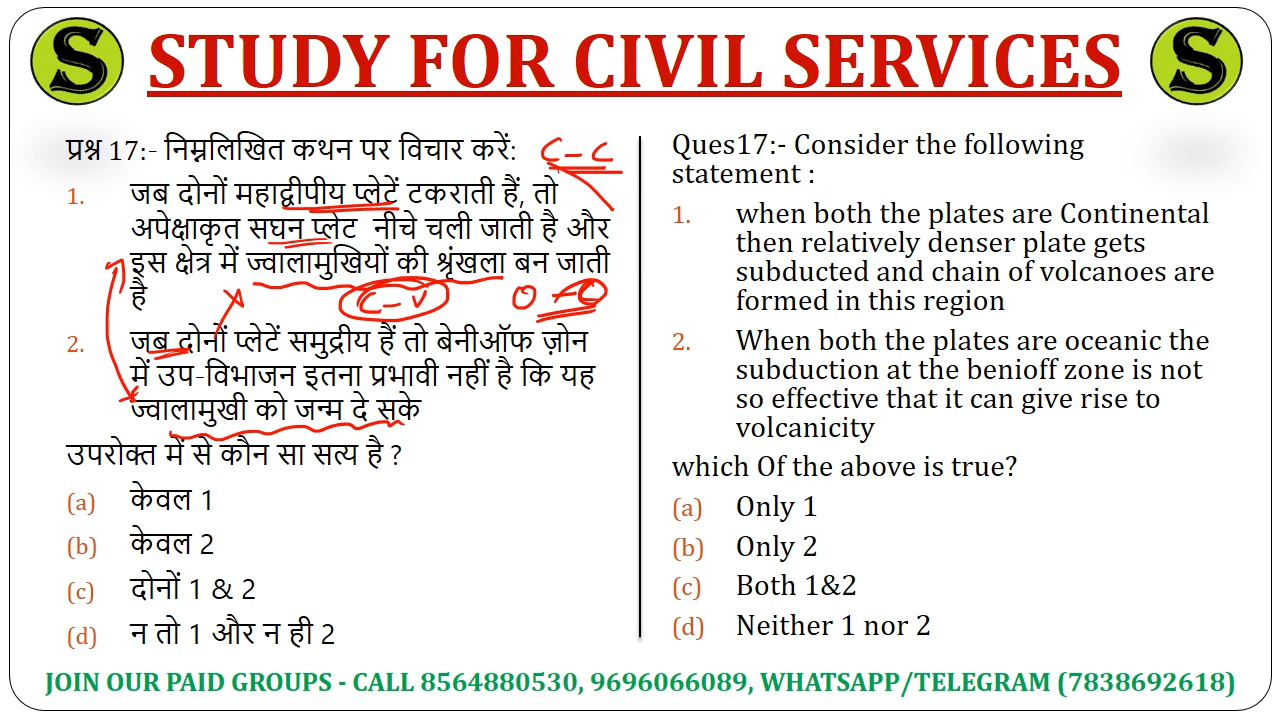 S STUDY FOR CIVIL SERVICES S
प्रश्न 17:- निम्नलिखित कथन पर विचार करें:
C – C
1. जब दोनों महाद्वीपीय प्लेटें टकराती हैं, तो
अपेक्षाकृत सघन प्लेट नीचे चली जाती है और
इस क्षेत्र में ज्वालामुखियों की श्रृंखला बन जाती
है
C – V
O – C
2. जब दोनों प्लेटें समुद्रीय हैं तो बेनीऑफ ज़ोन
में उप-विभाजन इतना प्रभावी नहीं है कि यह
ज्वालामुखी को जन्म दे सके
उपरोक्त में से कौन सा सत्य है ?
(a) केवल 1
(b) केवल 2
(c) दोनों 1 & 2
(d) न तो 1 और न ही 2
Ques17:- Consider the following
statement :
1. when both the plates are Continental
then relatively denser plate gets
subducted and chain of volcanoes are
formed in this region
2. When both the plates are oceanic the
subduction at the benioff zone is not
so effective that it can give rise to
volcanicity
which Of the above is true?
(a) Only 1
(b) Only 2
(c) Both 1&2
(d) Neither 1 nor 2
JOIN OUR PAID GROUPS - CALL 8564880530, 9696066089, WHATSAPP/TELEGRAM (7838692618)